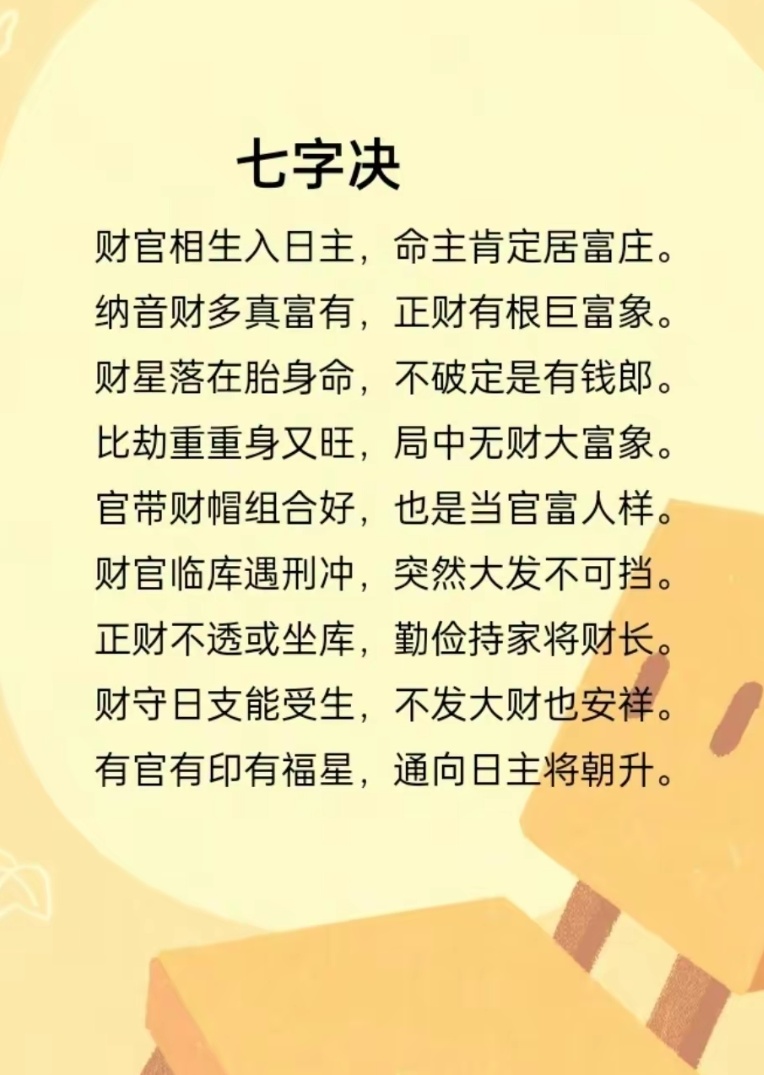 七字决
财官相生入日主，命主肯定居富庄。
纳音财多真富有，正财有根巨富象。
财星落在胎身命，不破定是有钱郎。
比劫重重身又旺，局中无财大富象。
官带财帽组合好，也是当官富人样。
财官临库遇刑冲，突然大发不可挡。
正财不透或坐库，勤俭持家将财长。
财守日支能受生，不发大财也安祥。
有官有印有福星，通向日主将朝升。